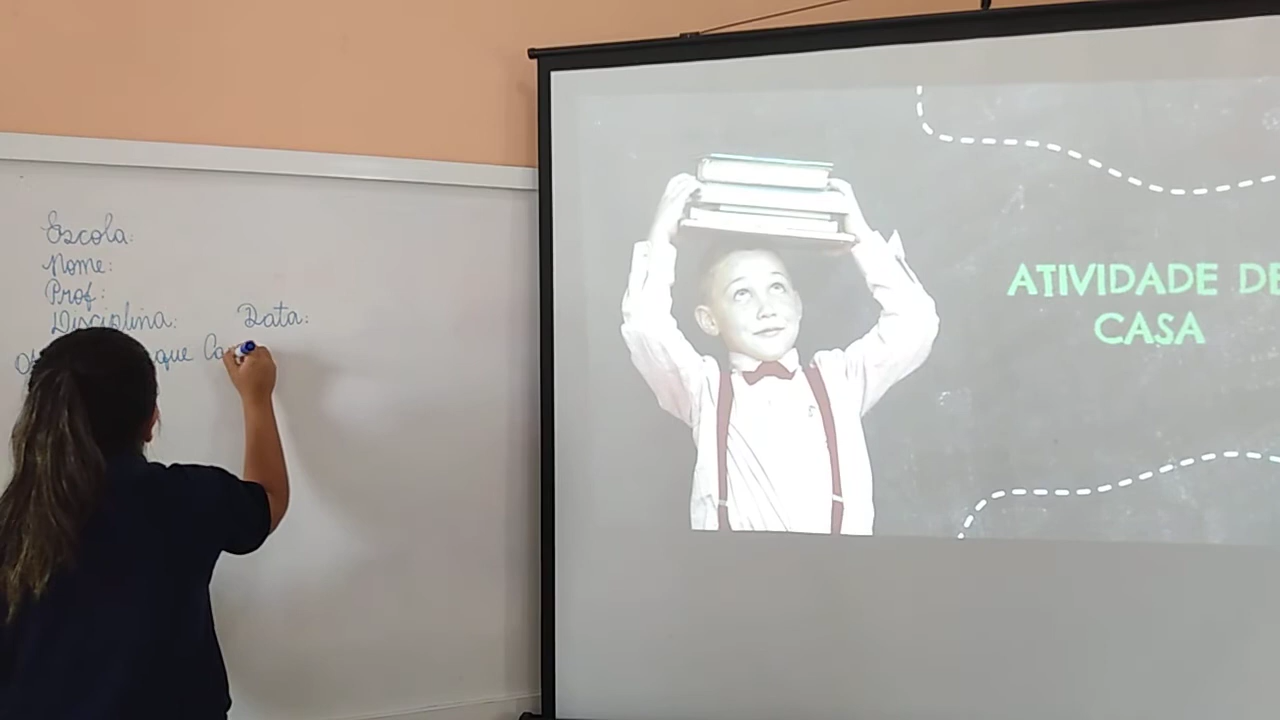 Escola:
Nome:
Prof:
Disciplina: Data:
que
ATIVIDADE DE
CASA